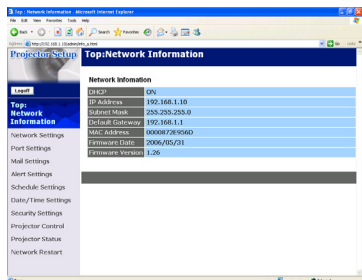 Top : Network Information - Microsoft Internet Explorer
File Edit View Favorites Tools Help
Back Search Favorites
Projector Setup
Top:Network Information
Network Infomation
Logoff
DHCP ON
IP Address 192.168.1.10
Subnet Mask 255.255.255.0
Default Gateway 192.168.1.1
MAC Address 0000872E956D
Firmware Date 2006/05/31
Firmware Version 1.26
Top:
Network
Information
Network Settings
Port Settings
Mail Settings
Alert Settings
Schedule Settings
Date/Time Settings
Security Settings
Projector Control
Projector Status
Network Restart